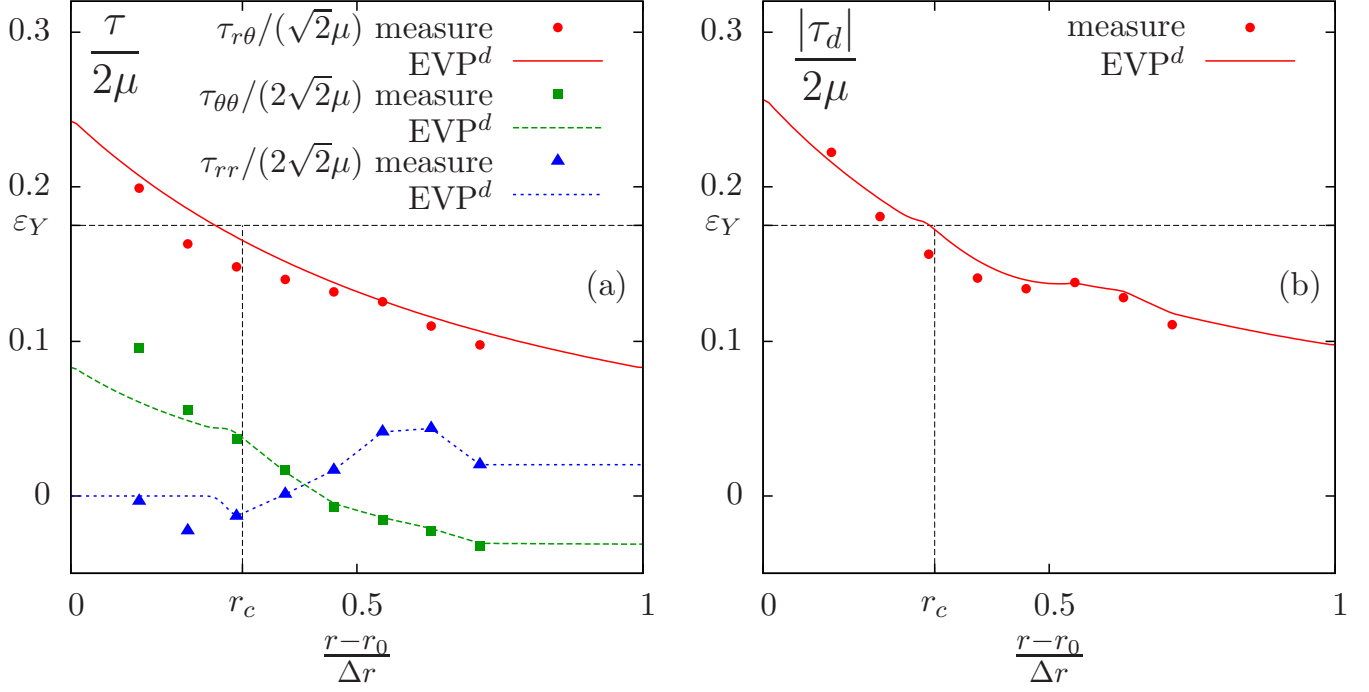 0.3
0.2
ε_Y
0.1
0
τ/2μ
τ_{rθ}/(√2μ) measure
EVP^d
τ_{θθ}/(2√2μ) measure
EVP^d
τ_{rr}/(2√2μ) measure
EVP^d
(a)
0 r_c 0.5 1
r−r_0/Δr
0.3
0.2
ε_Y
0.1
0
|τ_d|/2μ
measure
EVP^d
(b)
0 r_c 0.5 1
r−r_0/Δr